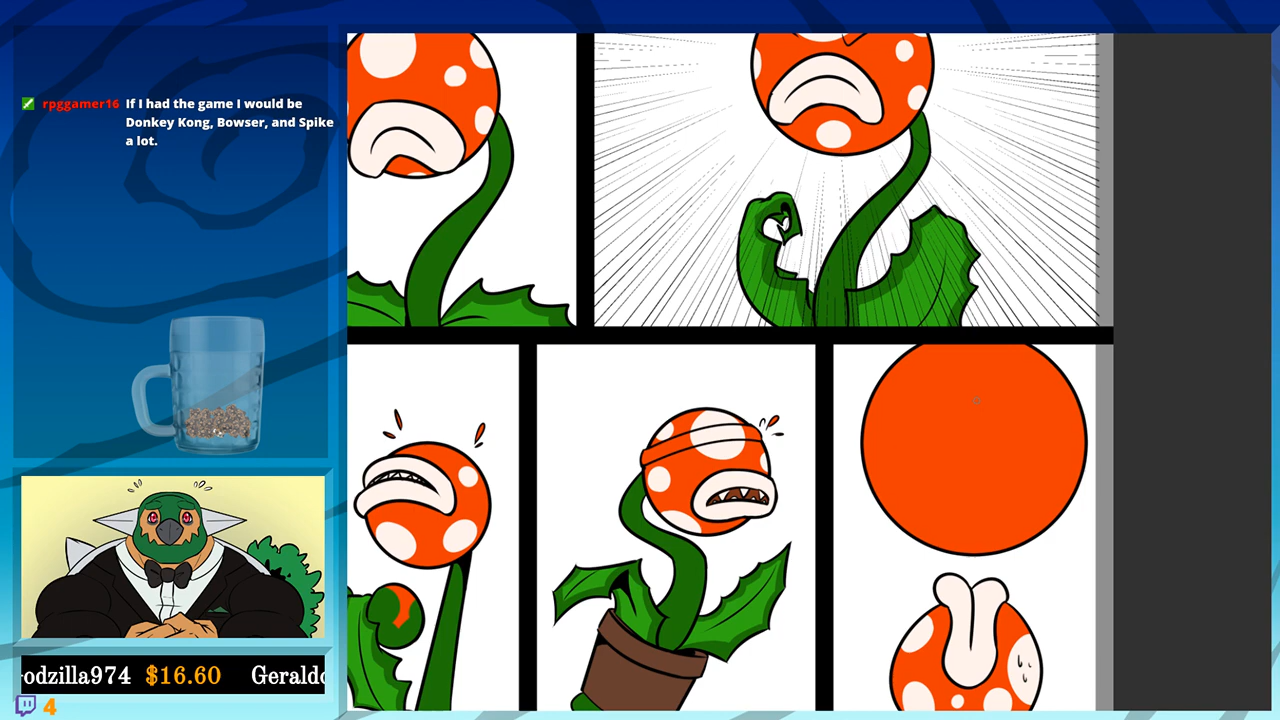 rpggamer16 If I had the game I would be
Donkey Kong, Bowser, and Spike
a lot.
odzilla974 $16.60 Geraldo
4